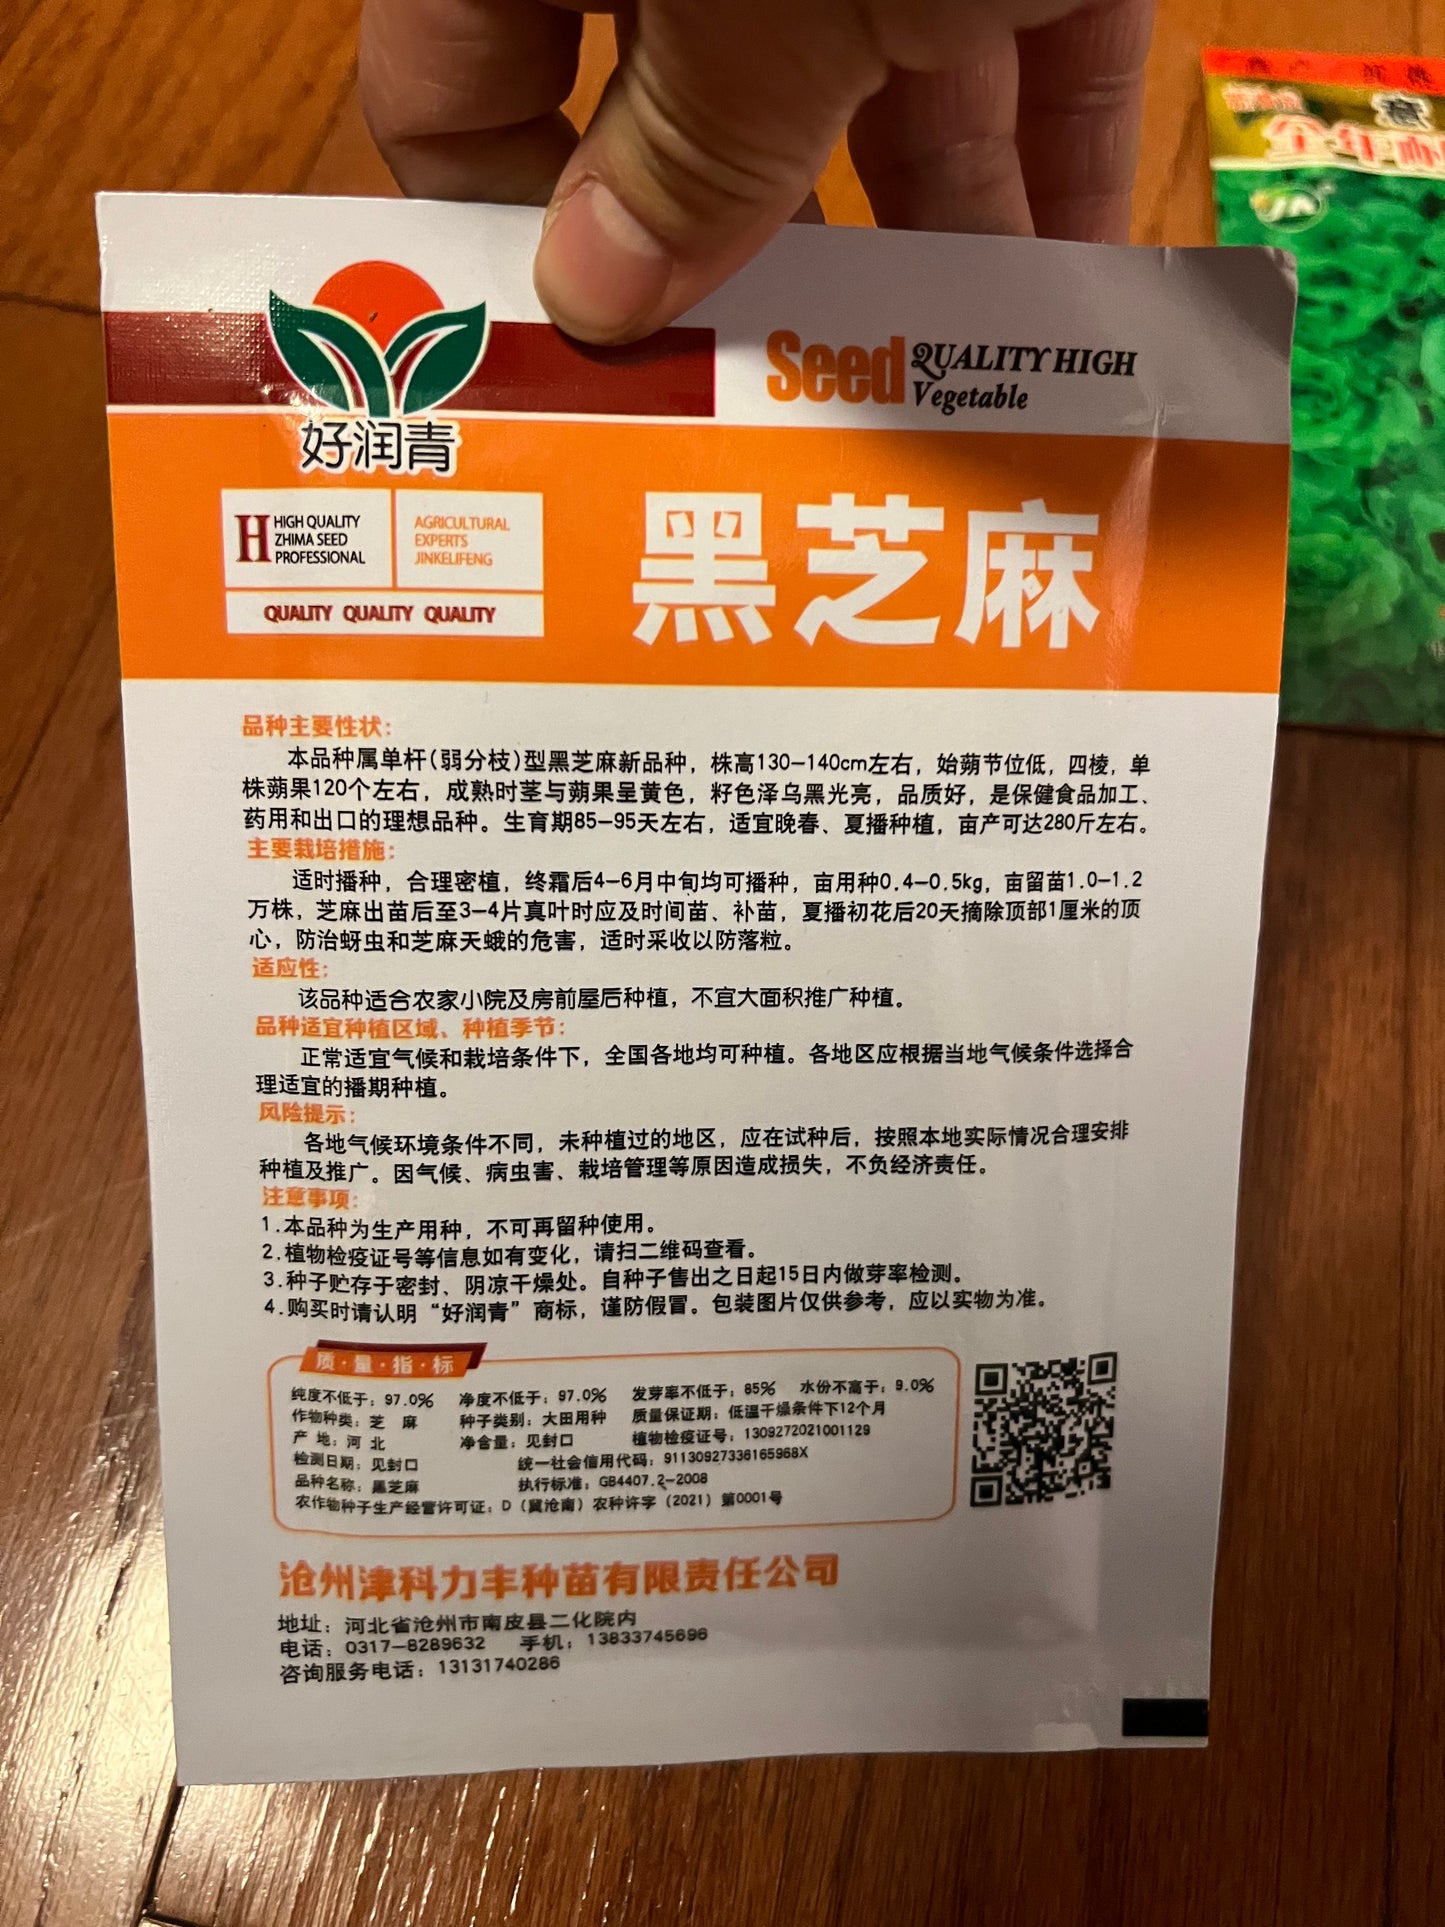 Seed QUALITY HIGH
Vegetable
好润青
H HIGH QUALITY
ZHIMA SEED
PROFESSIONAL
AGRICULTURAL
EXPERTS
JINKELIFENG
QUALITY QUALITY QUALITY
黑芝麻
品种主要性状:
本品种属单杆(弱分枝)型黑芝麻新品种，株高130-140cm左右，始蒴节位低，四棱，单
株蒴果120个左右，成熟时茎与蒴果呈黄色，籽色泽乌黑光亮，品质好，是保健食品加工、
药用和出口的理想品种。生育期85-95天左右，适宜晚春、夏播种植，亩产可达280斤左右。
主要栽培措施:
适时播种，合理密植，终霜后4-6月中旬均可播种，亩用种0.4-0.5kg，亩留苗1.0-1.2
万株，芝麻出苗后至3-4片真叶时应及时间苗、补苗，夏播初花后20天摘除顶部1厘米的顶
心，防治蚜虫和芝麻天蛾的危害，适时采收以防落粒。
适应性:
该品种适合农家小院及房前屋后种植，不宜大面积推广种植。
品种适宜种植区域、种植季节:
正常适宜气候和栽培条件下，全国各地均可种植。各地区应根据当地气候条件选择合
理适宜的播期种植。
风险提示:
各地气候环境条件不同，未种植过的地区，应在试种后，按照本地实际情况合理安排
种植及推广。因气候、病虫害、栽培管理等原因造成损失，不负经济责任。
注意事项:
1.本品种为生产用种，不可再留种使用。
2.植物检疫证号等信息如有变化，请扫二维码查看。
3.种子贮存于密封、阴凉干燥处。自种子售出之日起15日内做芽率检测。
4.购买时请认明“好润青”商标，谨防假冒。包装图片仅供参考，应以实物为准。
质·量·指·标
纯度不低于: 97.0% 净度不低于: 97.0% 发芽率不低于: 85% 水份不高于: 9.0%
作物种类: 芝 麻 种子类别: 大田用种 质量保证期: 低温干燥条件下12个月
产 地: 河 北 净含量: 见封口 植物检疫证号: 1309272021001129
检测日期: 见封口 统一社会信用代码: 91130927336165968X
品种名称: 黑芝麻 执行标准: GB4407.2-2008
农作物种子生产经营许可证: D (冀沧南) 农种许字 (2021) 第0001号
沧州津科力丰种苗有限责任公司
地址: 河北省沧州市南皮县二化院内
电话: 0317-8289632 手机: 13833745696
咨询服务电话: 13131740286
全年耐